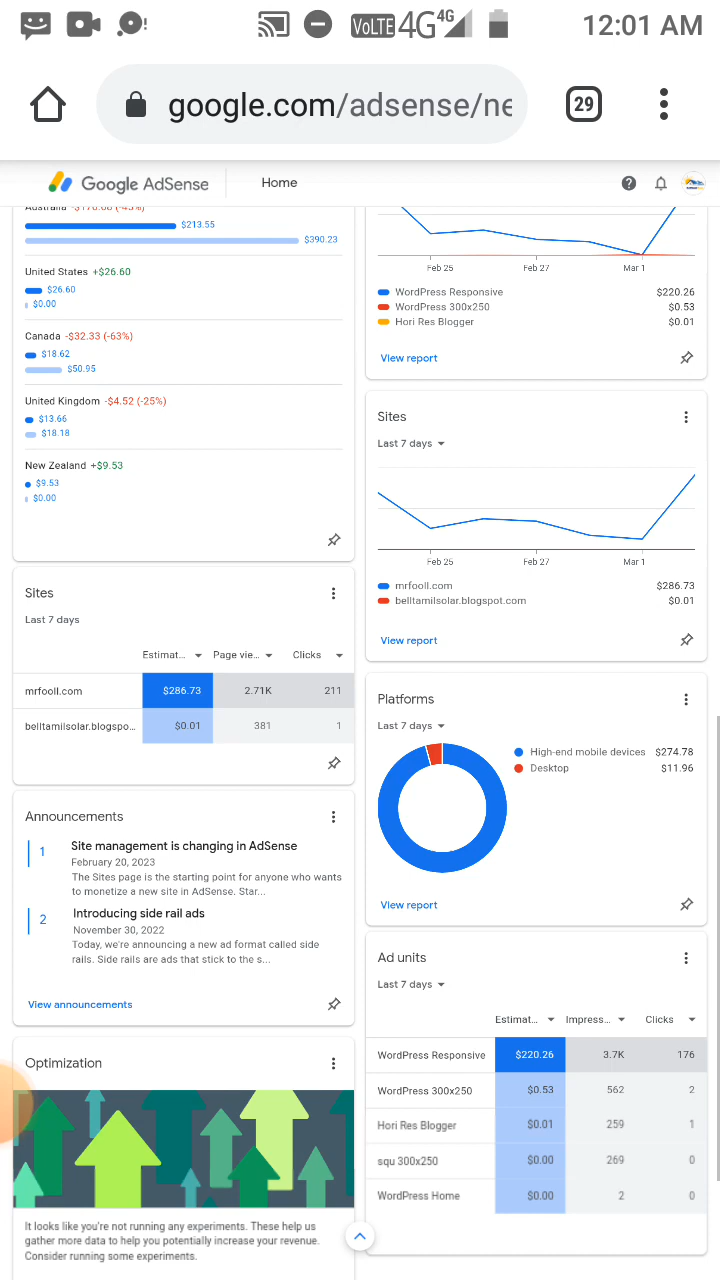 VoLTE 4G 4G 12:01 AM
google.com/adsense/ne
29
Google AdSense Home
Australia -$176.68 (-45%)
$213.55
$390.23
United States +$26.60
$26.60
$0.00
Canada -$32.33 (-63%)
$18.62
$50.95
United Kingdom -$4.52 (-25%)
$13.66
$18.18
New Zealand +$9.53
$9.53
$0.00
Sites
Last 7 days
Estimat... Page vie... Clicks
mrfooll.com $286.73 2.71K 211
belltamilsolar.blogspo... $0.01 381 1
Announcements
1 Site management is changing in AdSense
February 20, 2023
The Sites page is the starting point for anyone who wants
to monetize a new site in AdSense. Star...
2 Introducing side rail ads
November 30, 2022
Today, we're announcing a new ad format called side
rails. Side rails are ads that stick to the s...
View announcements
Optimization
It looks like you're not running any experiments. These help us
gather more data to help you potentially increase your revenue.
Consider running some experiments.
Feb 25 Feb 27 Mar 1
WordPress Responsive $220.26
WordPress 300x250 $0.53
Hori Res Blogger $0.01
View report
Sites
Last 7 days
Feb 25 Feb 27 Mar 1
mrfooll.com $286.73
belltamilsolar.blogspot.com $0.01
View report
Platforms
Last 7 days
High-end mobile devices $274.78
Desktop $11.96
View report
Ad units
Last 7 days
Estimat... Impress... Clicks
WordPress Responsive $220.26 3.7K 176
WordPress 300x250 $0.53 562 2
Hori Res Blogger $0.01 259 1
squ 300x250 $0.00 269 0
WordPress Home $0.00 2 0